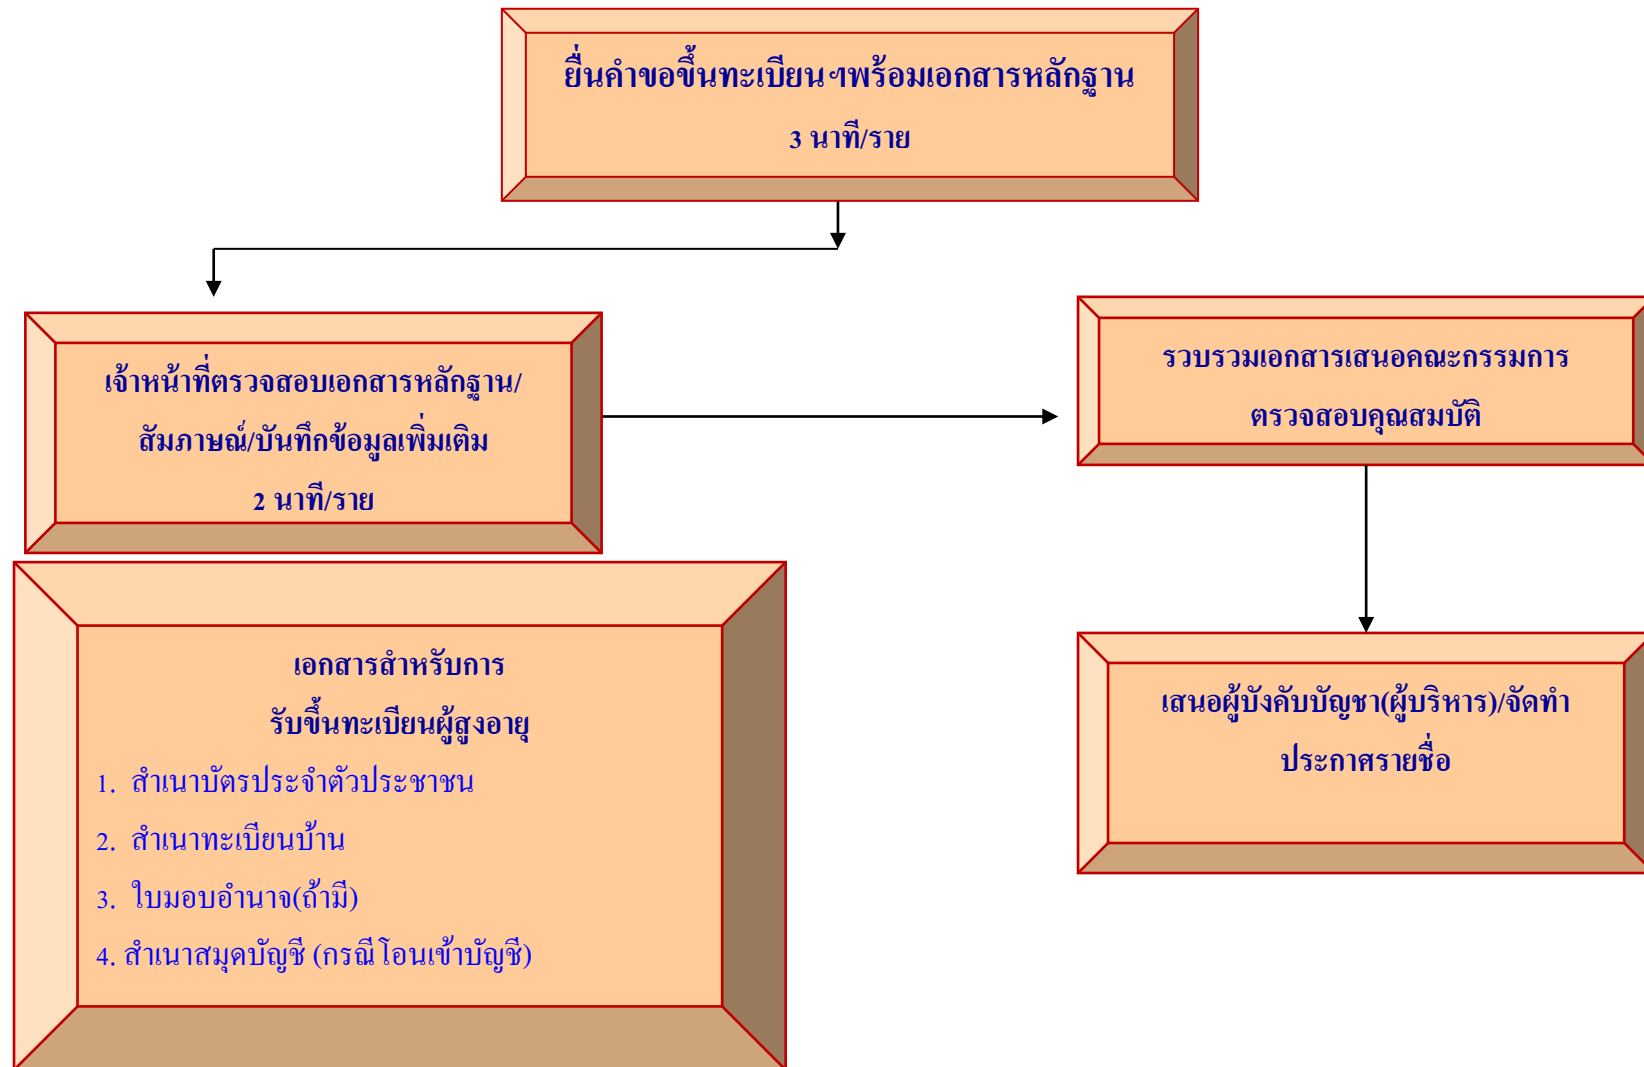 ยื่นคำขอขึ้นทะเบียนฯพร้อมเอกสารหลักฐาน
3 นาที/ราย
เจ้าหน้าที่ตรวจสอบเอกสารหลักฐาน/
สัมภาษณ์/บันทึกข้อมูลเพิ่มเติม
2 นาที/ราย
รวบรวมเอกสารเสนอคณะกรรมการ
ตรวจสอบคุณสมบัติ
เสนอผู้บังคับบัญชา(ผู้บริหาร)/จัดทำ
ประกาศรายชื่อ
เอกสารสำหรับการ
รับขึ้นทะเบียนผู้สูงอายุ
1. สำเนาบัตรประจำตัวประชาชน
2. สำเนาทะเบียนบ้าน
3. ใบมอบอำนาจ(ถ้ามี)
4. สำเนาสมุดบัญชี (กรณีโอนเข้าบัญชี)